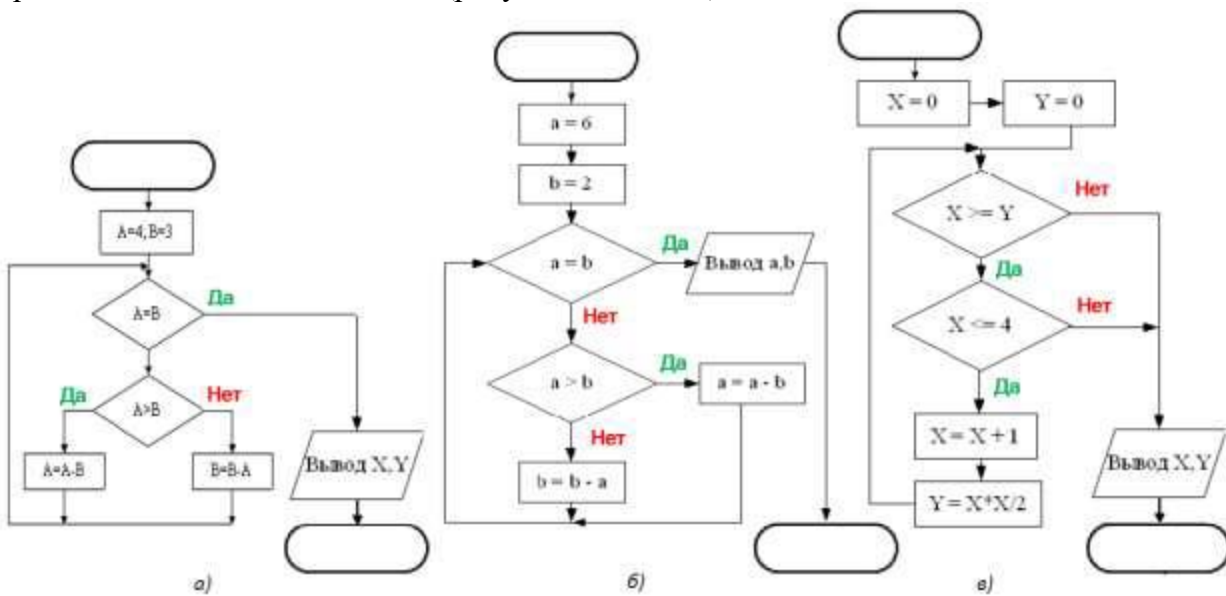 A=4, B=3
A=B
Да
A>B
Да
Нет
A=A-B
B=B-A
Вывод X,Y
а)
a = 6
b = 2
a = b
Да
Вывод a,b
Нет
a > b
Да
a = a - b
Нет
b = b - a
б)
X = 0
Y = 0
X >= Y
Нет
Да
X <= 4
Нет
Да
X = X + 1
Y = X*X/2
Вывод X,Y
в)